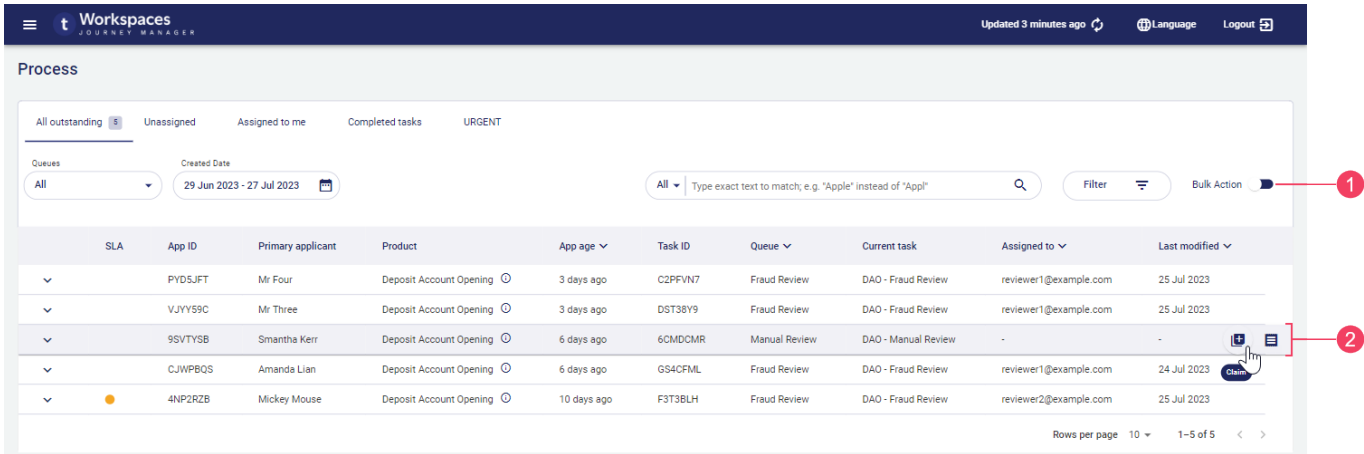 t Workspaces
JOURNEY MANAGER
Updated 3 minutes ago Language Logout
Process
All outstanding 5 Unassigned Assigned to me Completed tasks URGENT
Queues Created Date
All 29 Jun 2023 - 27 Jul 2023 All Type exact text to match; e.g. "Apple" instead of "Appl" Filter Bulk Action 1
SLA App ID Primary applicant Product App age Task ID Queue Current task Assigned to Last modified
PYD5JFT Mr Four Deposit Account Opening 3 days ago C2PFVN7 Fraud Review DAO - Fraud Review reviewer1@example.com 25 Jul 2023
VJYY59C Mr Three Deposit Account Opening 3 days ago DST38Y9 Fraud Review DAO - Fraud Review reviewer1@example.com 25 Jul 2023
9SVTYSB Smantha Kerr Deposit Account Opening 6 days ago 6CMDCMR Manual Review DAO - Manual Review - - 2
CJWPBQS Amanda Lian Deposit Account Opening 6 days ago GS4CFML Fraud Review DAO - Fraud Review reviewer1@example.com 24 Jul 2023 Claim
4NP2RZB Mickey Mouse Deposit Account Opening 10 days ago F3T3BLH Fraud Review DAO - Fraud Review reviewer2@example.com 25 Jul 2023
Rows per page 10 1–5 of 5